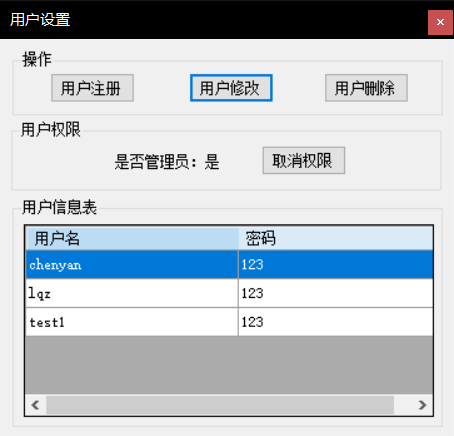 用户设置
操作
用户注册 用户修改 用户删除
用户权限
是否管理员：是 取消权限
用户信息表
用户名 密码
chenyan 123
lqz 123
test1 123